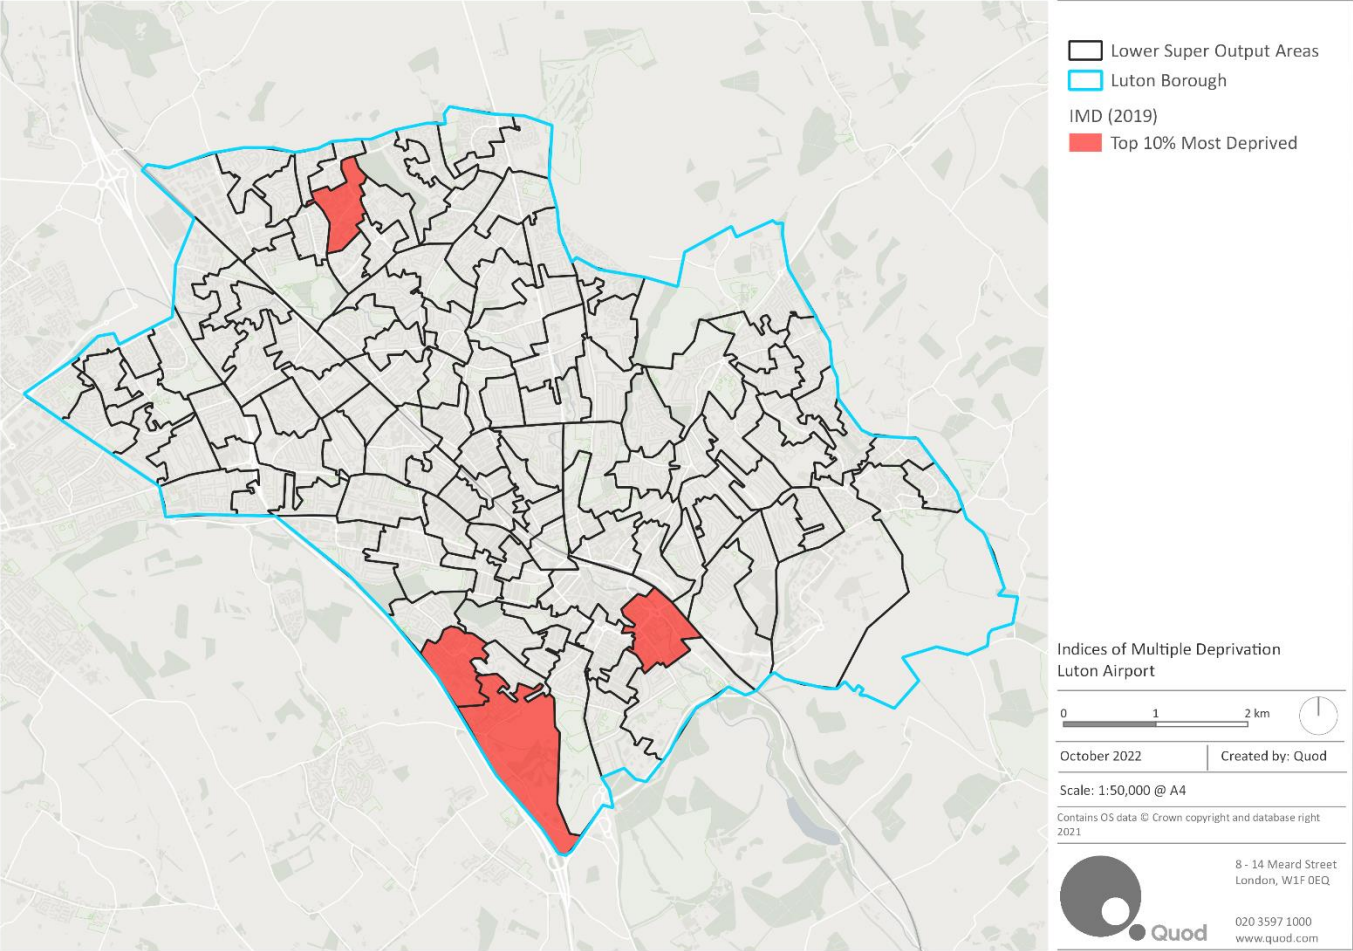 Lower Super Output Areas
Luton Borough
IMD (2019)
Top 10% Most Deprived
Indices of Multiple Deprivation
Luton Airport
0 1 2 km
October 2022 Created by: Quod
Scale: 1:50,000 @ A4
Contains OS data © Crown copyright and database right
2021
8 - 14 Meard Street
London, W1F 0EQ
020 3597 1000
Quod
www.quod.com